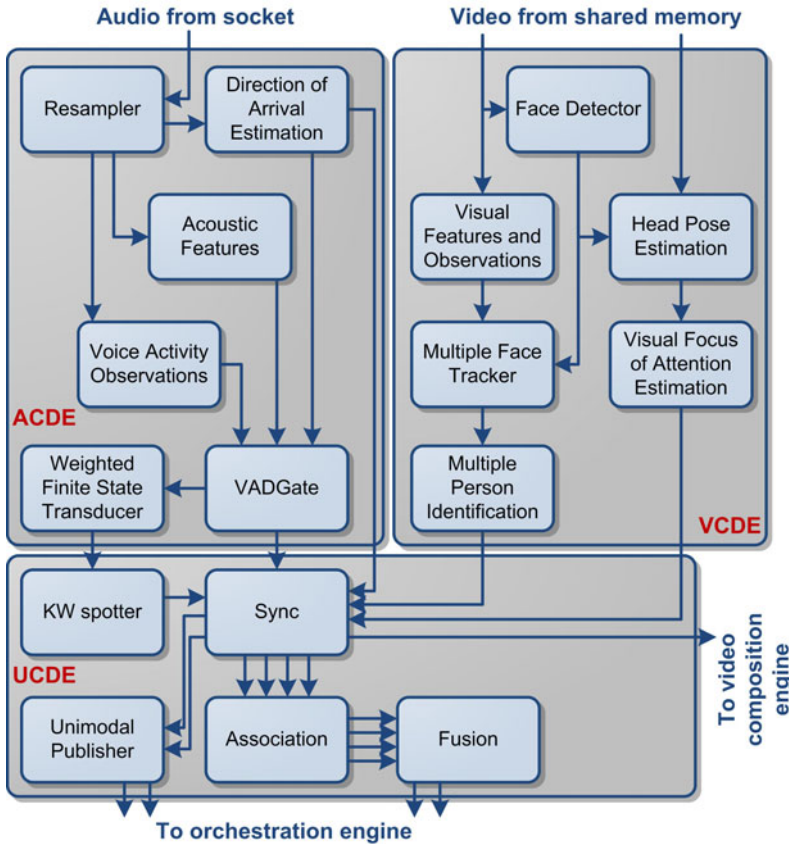 Audio from socket
Video from shared memory
Resampler
Direction of
Arrival
Estimation
Face Detector
Acoustic
Features
Visual
Features and
Observations
Head Pose
Estimation
Voice Activity
Observations
Multiple Face
Tracker
Visual Focus
of Attention
Estimation
ACDE
Weighted
Finite State
Transducer
VADGate
Multiple
Person
Identification
VCDE
KW spotter
Sync
UCDE
Unimodal
Publisher
Association
Fusion
To video
composition
engine
To orchestration engine